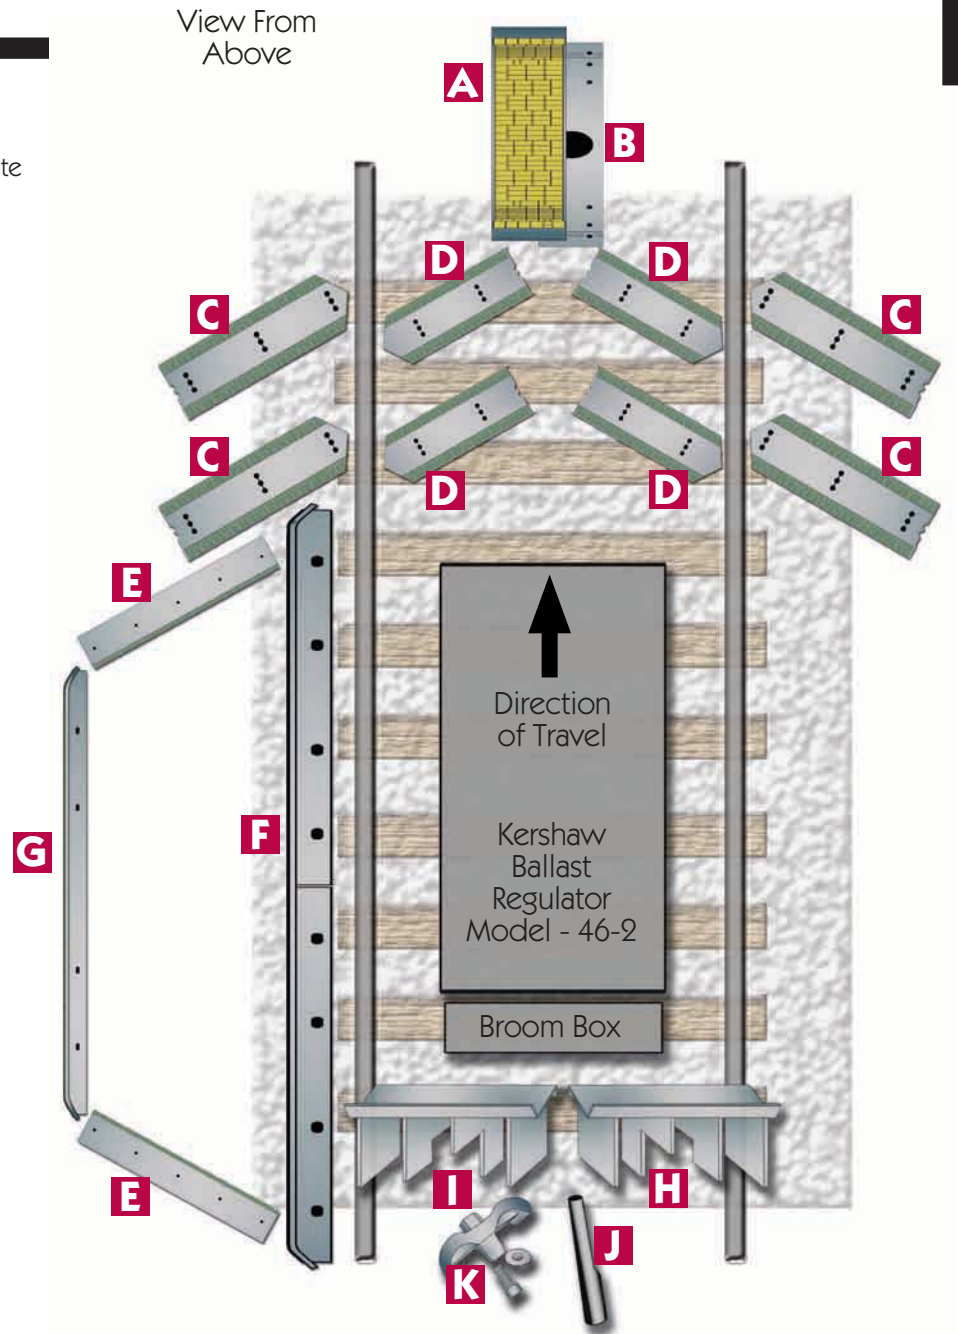 View From
Above
te
A
B
D
D
C
C
C
D
D
C
E
Direction
of Travel
G
F
Kershaw
Ballast
Regulator
Model - 46-2
Broom Box
E
I
H
J
K